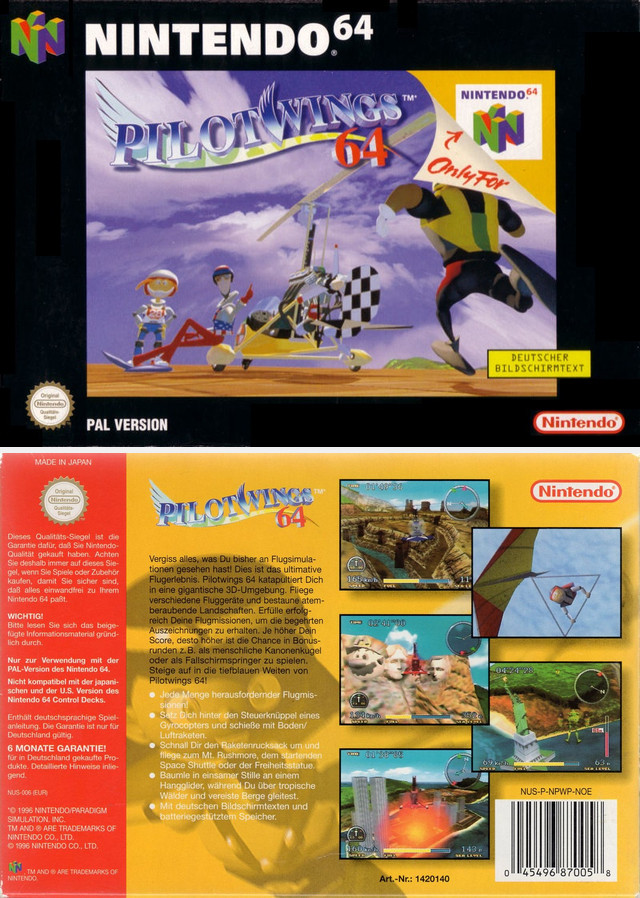 NINTENDO®64
PILOTWINGS™
64
NINTENDO.64
Only For
DEUTSCHER
BILDSCHIRMTEXT
Original
Nintendo
Qualitäts-
Siegel
PAL VERSION
Nintendo®
MADE IN JAPAN
Original
Nintendo
Qualitäts-
Siegel
Dieses Qualitäts-Siegel ist die
Garantie dafür, daß Sie Nintendo-
Qualität gekauft haben. Achten
Sie deshalb immer auf dieses Sie-
gel, wenn Sie Spiele oder Zubehör
kaufen, damit Sie sicher sind,
daß alles einwandfrei zu Ihrem
Nintendo 64 paßt.
WICHTIG!
Bitte lesen Sie sich das beige-
fügte Informationsmaterial gründ-
lich durch.
Nur zur Verwendung mit der
PAL-Version des Nintendo 64.
Nicht kompatibel mit der japani-
schen und der U.S. Version des
Nintendo 64 Control Decks.
Enthält deutschsprachige Spiel-
anleitung. Die Garantie ist nur für
Deutschland gültig.
6 MONATE GARANTIE!
für in Deutschland gekaufte Pro-
dukte. Detaillierte Hinweise inlie-
gend.
NUS-006 (EUR)
©1996 NINTENDO/PARADIGM
SIMULATION, INC.
TM AND ® ARE TRADEMARKS OF
NINTENDO CO., LTD.
© 1996 NINTENDO CO., LTD.
TM AND ® ARE TRADEMARKS OF
NINTENDO.
PILOTWINGS™
64
Vergiss alles, was Du bisher an Flugsimula-
tionen gesehen hast! Dies ist das ultimative
Flugerlebnis. Pilotwings 64 katapultiert Dich
in eine gigantische 3D-Umgebung. Fliege
verschiedene Fluggeräte und bestaune atem-
beraubende Landschaften. Erfülle erfolg-
reich Deine Flugmissionen, um die begehrten
Auszeichnungen zu erhalten. Je höher Dein
Score, desto höher ist die Chance in Bonus-
runden z.B. als menschliche Kanonenkugel
oder als Fallschirmspringer zu spielen.
Steige auf in die tiefblauen Weiten von
Pilotwings 64!
● Jede Menge herausfordernder Flugmis-
sionen!
● Setz Dich hinter den Steuerknüppel eines
Gyrocopters und schieße mit Boden/
Luftraketen.
● Schnall Dir den Raketenrucksack um und
fliege zum Mt. Rushmore, dem startenden
Space Shuttle oder der Freiheitsstatue.
● Baumle in einsamer Stille an einem
Hangglider, während Du über tropische
Wälder und vereiste Berge gleitest.
● Mit deutschen Bildschirmtexten und
batteriegestütztem Speicher.
Nintendo®
NUS-P-NPWP-NOE
0 45496 87005 8
Art.-Nr.: 1420140